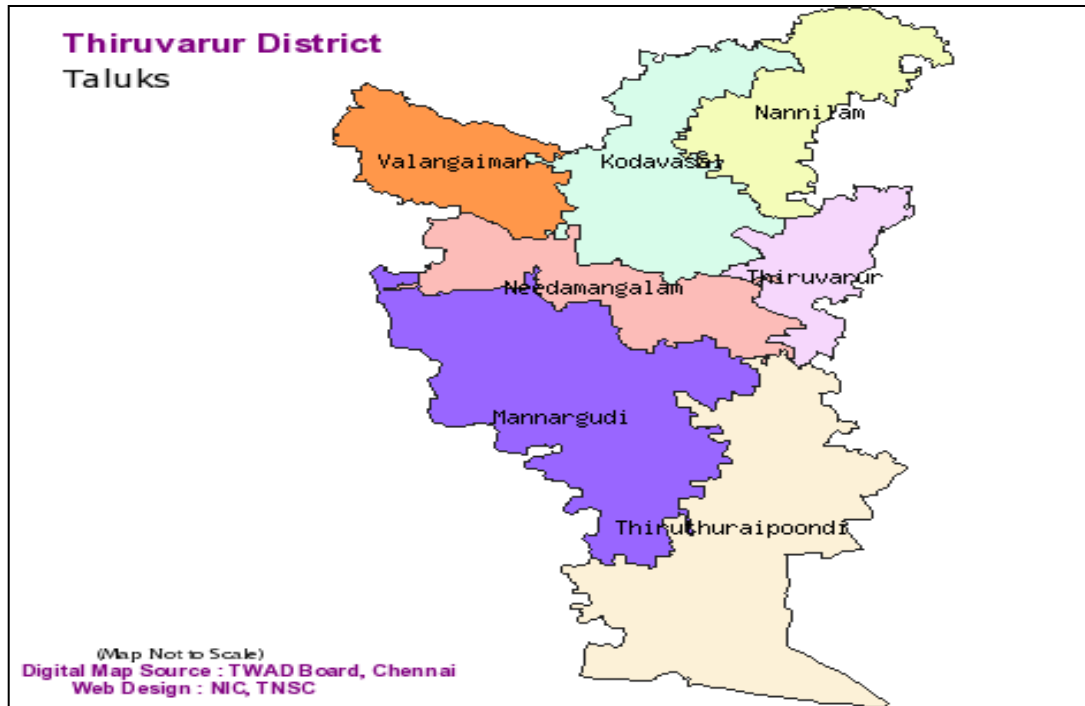 Thiruvarur District
Taluks
Nannilam
Valangaiman
Kodavasal
Thiruvarur
Needamangalam
Mannargudi
Thiruthuraipoondi
(Map Not to Scale)
Digital Map Source : TWAD Board, Chennai
Web Design : NIC, TNSC